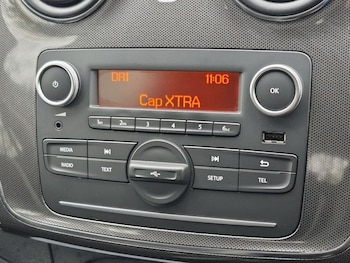 DR1 11:06
Cap XTRA
OK
1 2 3 4 5 6
MEDIA
RADIO TEXT SETUP TEL